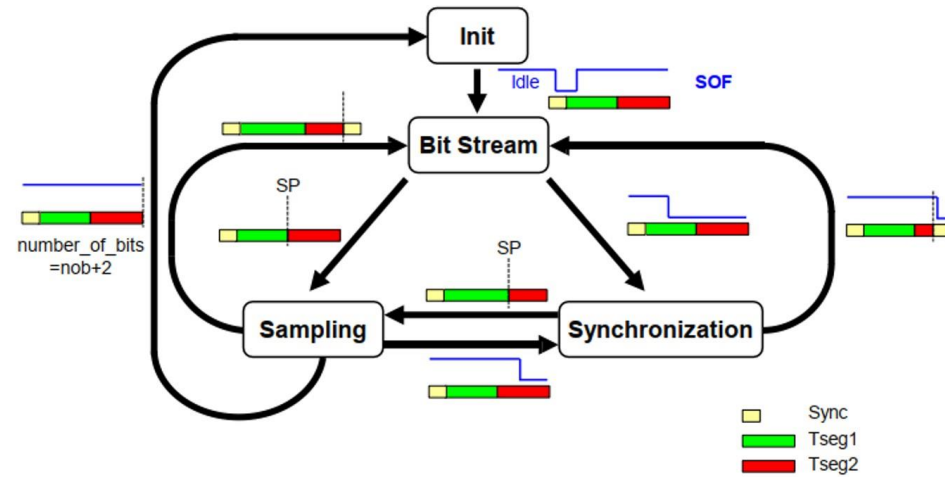 Init
Idle
SOF
Bit Stream
SP
number_of_bits
=nob+2
SP
Sampling
Synchronization
Sync
Tseg1
Tseg2